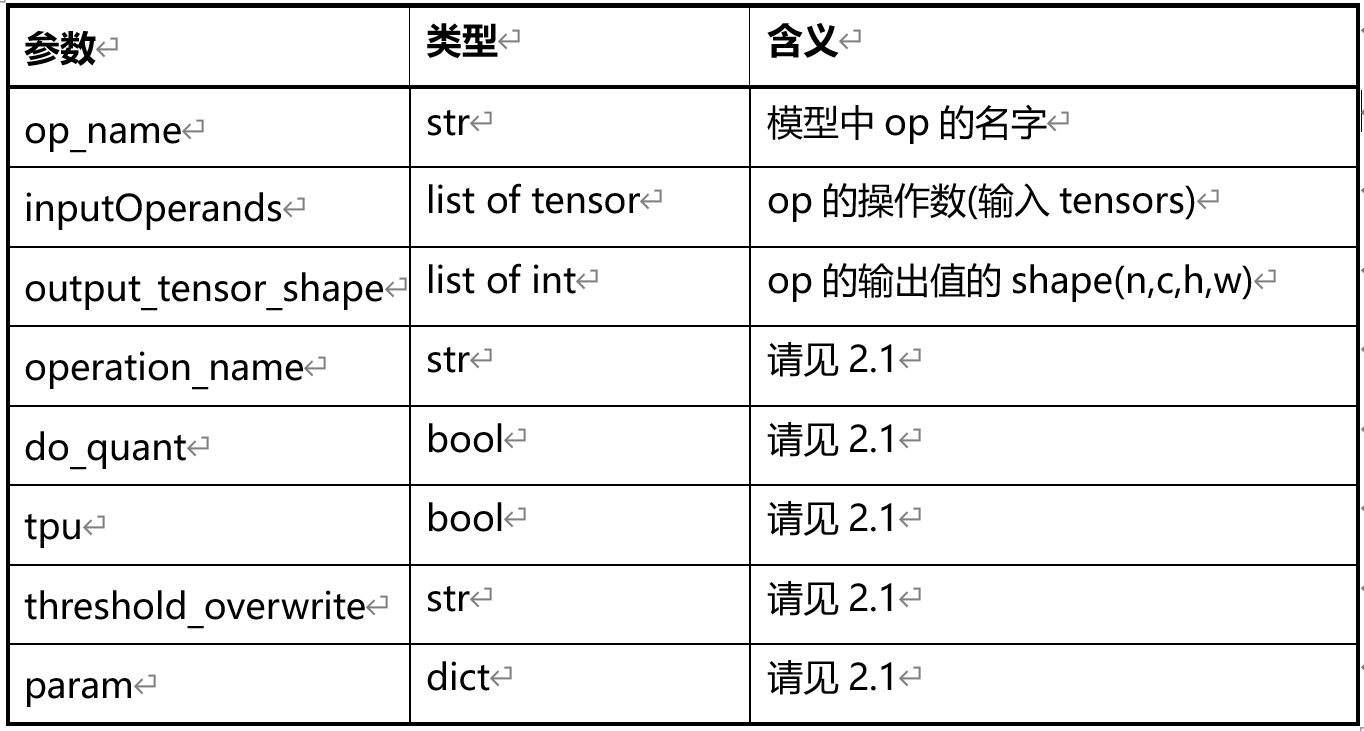 参数 类型 含义
op_name str 模型中 op 的名字
inputOperands list of tensor op 的操作数(输入 tensors)
output_tensor_shape list of int op 的输出值的 shape(n,c,h,w)
operation_name str 请见 2.1
do_quant bool 请见 2.1
tpu bool 请见 2.1
threshold_overwrite str 请见 2.1
param dict 请见 2.1